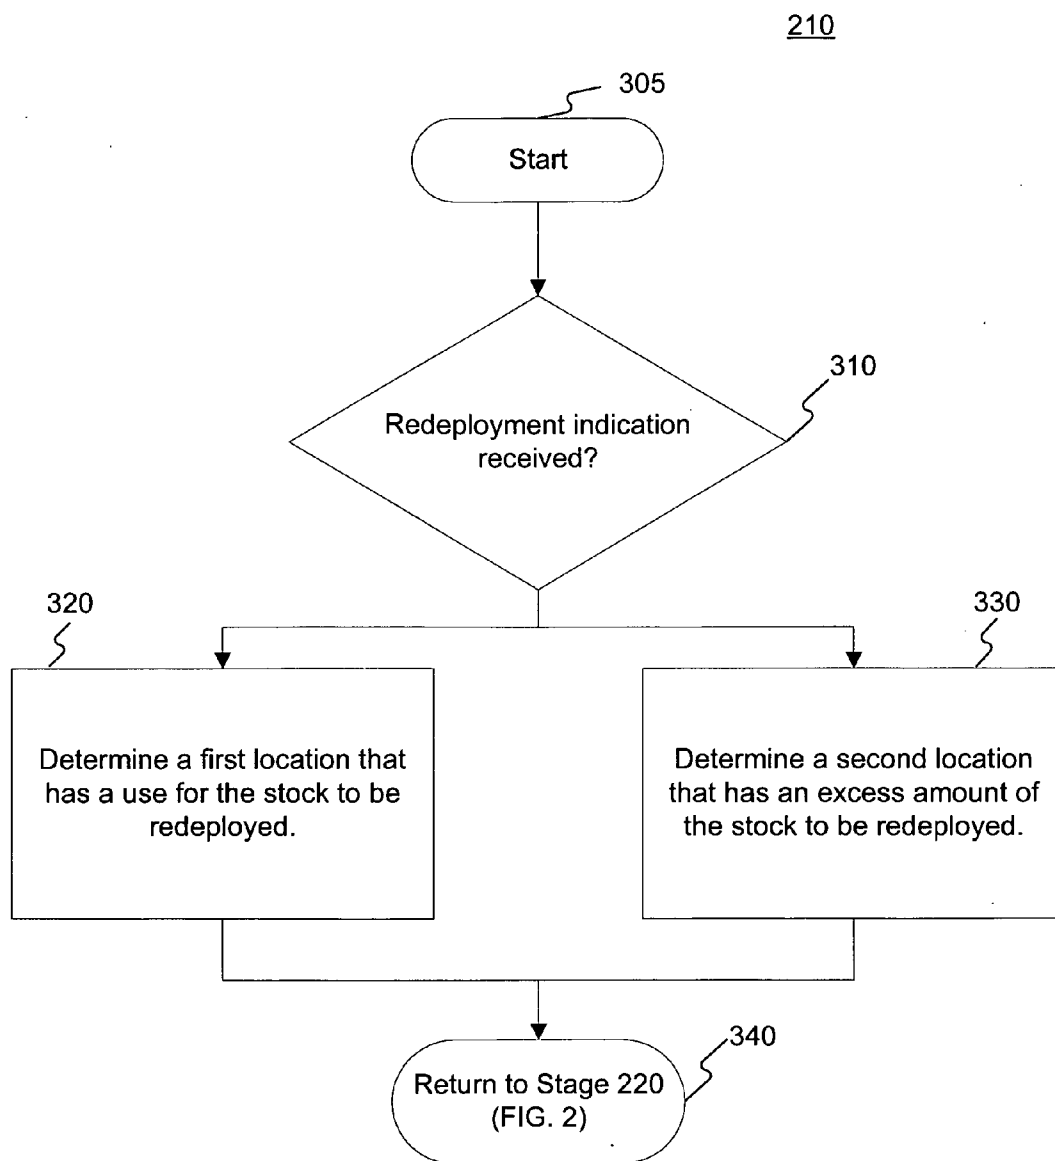 210
305
Start
310
Redeployment indication
received?
320
330
Determine a first location that
has a use for the stock to be
redeployed.
Determine a second location
that has an excess amount of
the stock to be redeployed.
340
Return to Stage 220
(FIG. 2)